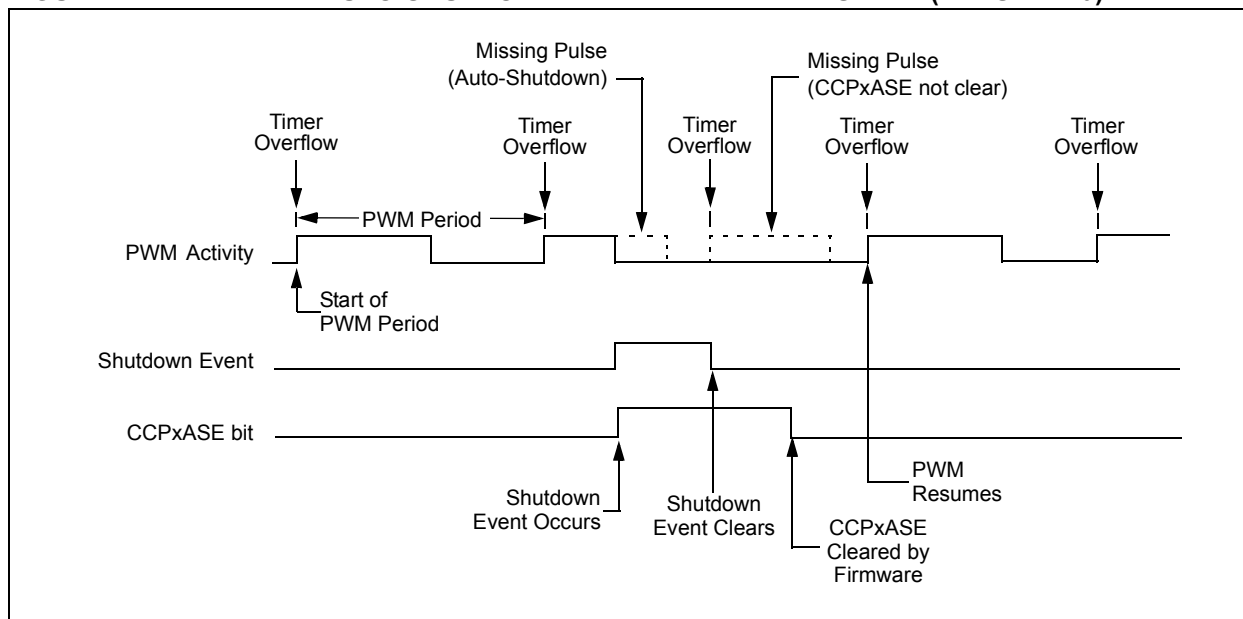 Missing Pulse
(Auto-Shutdown)
Missing Pulse
(CCPxASE not clear)
Timer
Overflow
Timer
Overflow
Timer
Overflow
Timer
Overflow
Timer
Overflow
PWM Period
PWM Activity
Start of
PWM Period
Shutdown Event
CCPxASE bit
Shutdown
Event Occurs
Shutdown
Event Clears
CCPxASE
Cleared by
Firmware
PWM
Resumes